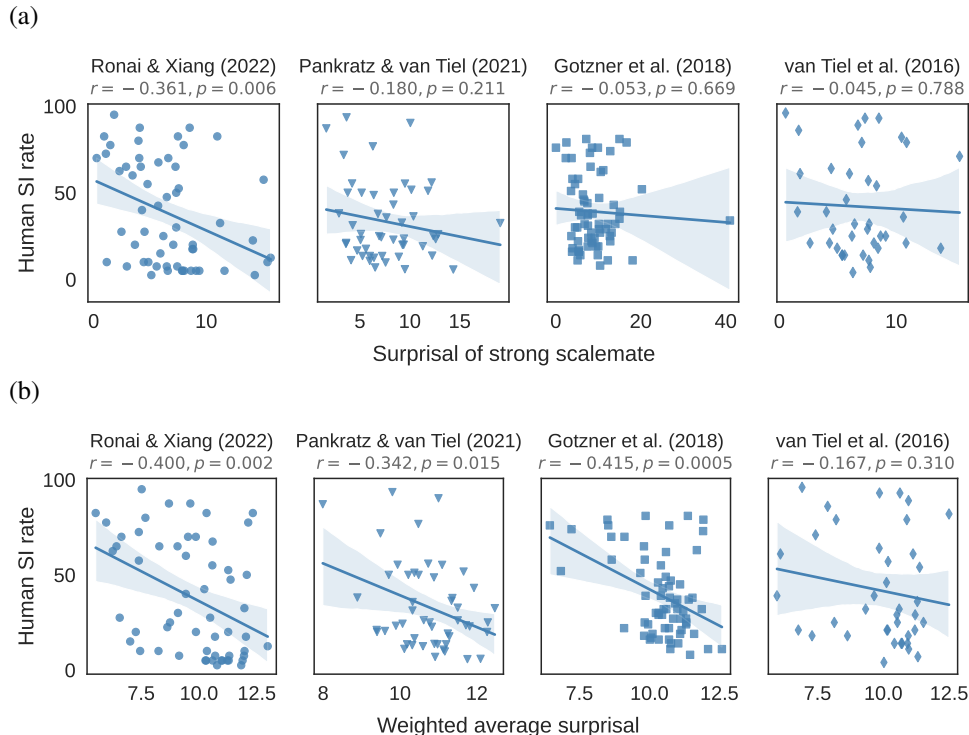 (a)
Ronai & Xiang (2022) Pankratz & van Tiel (2021) Gotzner et al. (2018) van Tiel et al. (2016)
r = −0.361, p = 0.006 r = −0.180, p = 0.211 r = −0.053, p = 0.669 r = −0.045, p = 0.788
100
50
0
Human SI rate
0 10 5 10 15 0 20 40 0 10
Surprisal of strong scalemate
(b)
Ronai & Xiang (2022) Pankratz & van Tiel (2021) Gotzner et al. (2018) van Tiel et al. (2016)
r = −0.400, p = 0.002 r = −0.342, p = 0.015 r = −0.415, p = 0.0005 r = −0.167, p = 0.310
100
50
0
Human SI rate
7.5 10.0 12.5 8 10 12 7.5 10.0 12.5 7.5 10.0 12.5
Weighted average surprisal